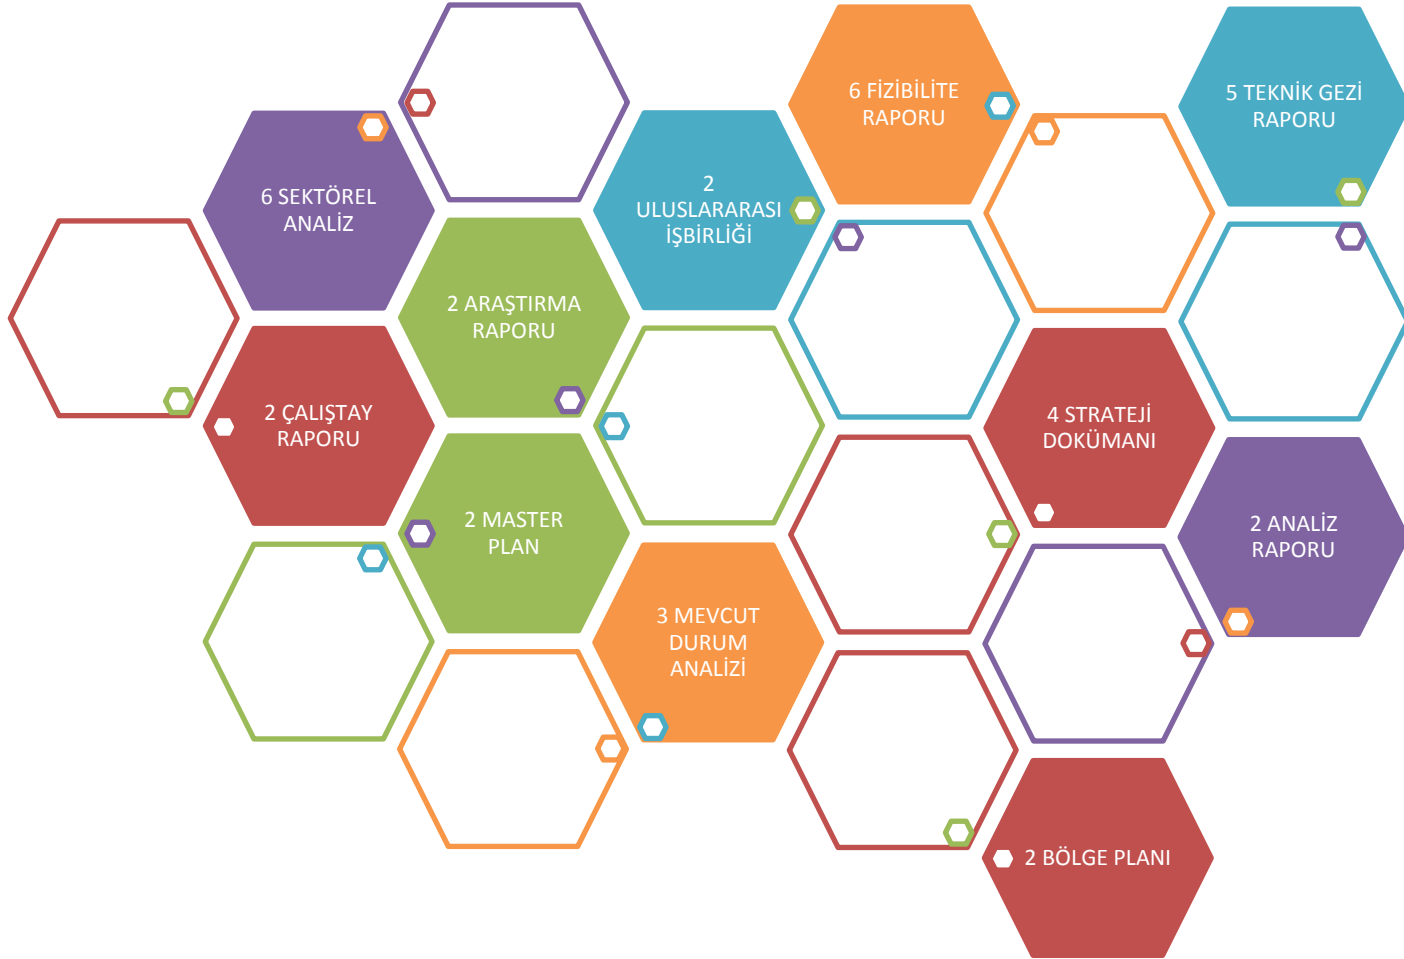 6 FİZİBİLİTE
RAPORU
5 TEKNİK GEZİ
RAPORU
6 SEKTÖREL
ANALİZ
2
ULUSLARARASI
İŞBİRLİĞİ
2 ARAŞTIRMA
RAPORU
2 ÇALIŞTAY
RAPORU
4 STRATEJİ
DOKÜMANI
2 MASTER
PLAN
2 ANALİZ
RAPORU
3 MEVCUT
DURUM
ANALİZİ
2 BÖLGE PLANI